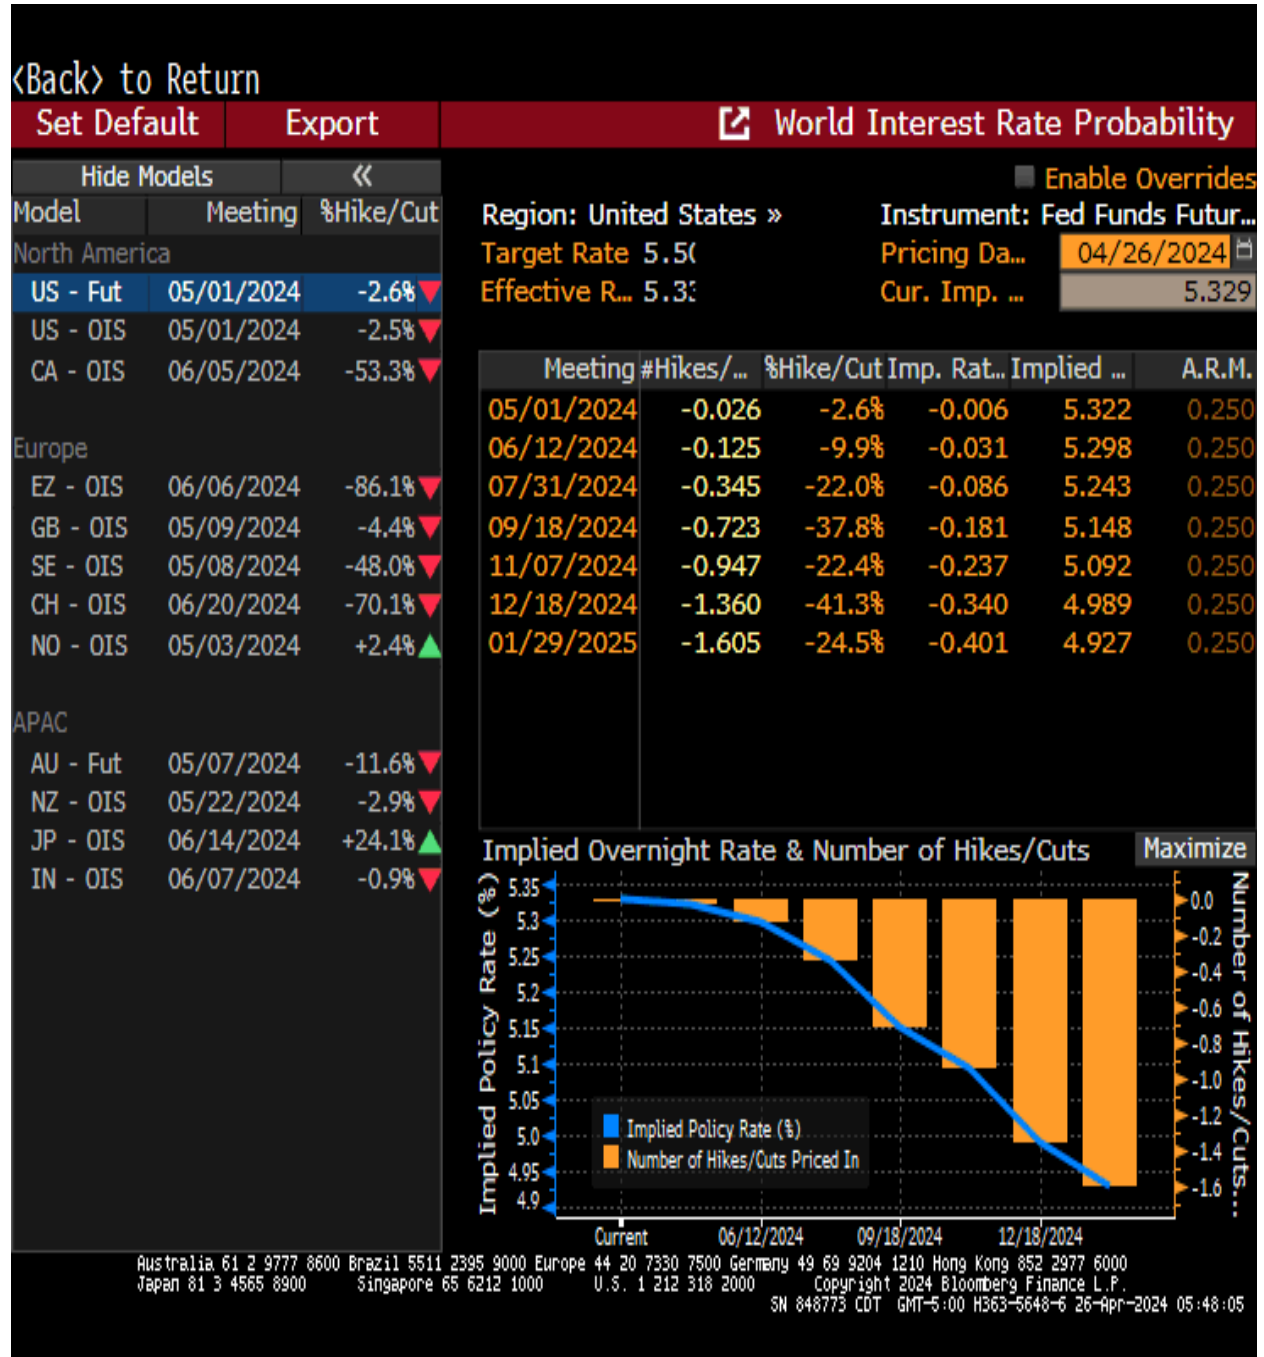 <Back> to Return
Set Default Export World Interest Rate Probability
Hide Models «
Enable Overrides
Model Meeting %Hike/Cut
Region: United States » Instrument: Fed Funds Futur...
North America
Target Rate 5.50 Pricing Da... 04/26/2024
US - Fut 05/01/2024 -2.6%
Effective R... 5.33 Cur. Imp. ... 5.329
US - OIS 05/01/2024 -2.5%
CA - OIS 06/05/2024 -53.3%
Europe
EZ - OIS 06/06/2024 -86.1%
GB - OIS 05/09/2024 -4.4%
SE - OIS 05/08/2024 -48.0%
CH - OIS 06/20/2024 -70.1%
NO - OIS 05/03/2024 +2.4%
APAC
AU - Fut 05/07/2024 -11.6%
NZ - OIS 05/22/2024 -2.9%
JP - OIS 06/14/2024 +24.1%
IN - OIS 06/07/2024 -0.9%
Meeting #Hikes/... %Hike/Cut Imp. Rat... Implied ... A.R.M.
05/01/2024 -0.026 -2.6% -0.006 5.322 0.250
06/12/2024 -0.125 -9.9% -0.031 5.298 0.250
07/31/2024 -0.345 -22.0% -0.086 5.243 0.250
09/18/2024 -0.723 -37.8% -0.181 5.148 0.250
11/07/2024 -0.947 -22.4% -0.237 5.092 0.250
12/18/2024 -1.360 -41.3% -0.340 4.989 0.250
01/29/2025 -1.605 -24.5% -0.401 4.927 0.250
Implied Overnight Rate & Number of Hikes/Cuts Maximize
Implied Policy Rate (%)
5.35
5.3
5.25
5.2
5.15
5.1
5.05
5.0
4.95
4.9
Implied Policy Rate (%)
Number of Hikes/Cuts Priced In
0.0
-0.2
-0.4
-0.6
-0.8
-1.0
-1.2
-1.4
-1.6
Number of Hikes/Cuts...
Current 06/12/2024 09/18/2024 12/18/2024
Australia 61 2 9777 8600 Brazil 5511 2395 9000 Europe 44 20 7330 7500 Germany 49 69 9204 1210 Hong Kong 852 2977 6000
Japan 81 3 4565 8900 Singapore 65 6212 1000 U.S. 1 212 318 2000 Copyright 2024 Bloomberg Finance L.P.
SN 848773 CDT GMT-5:00 H363-5648-6 26-Apr-2024 05:48:05